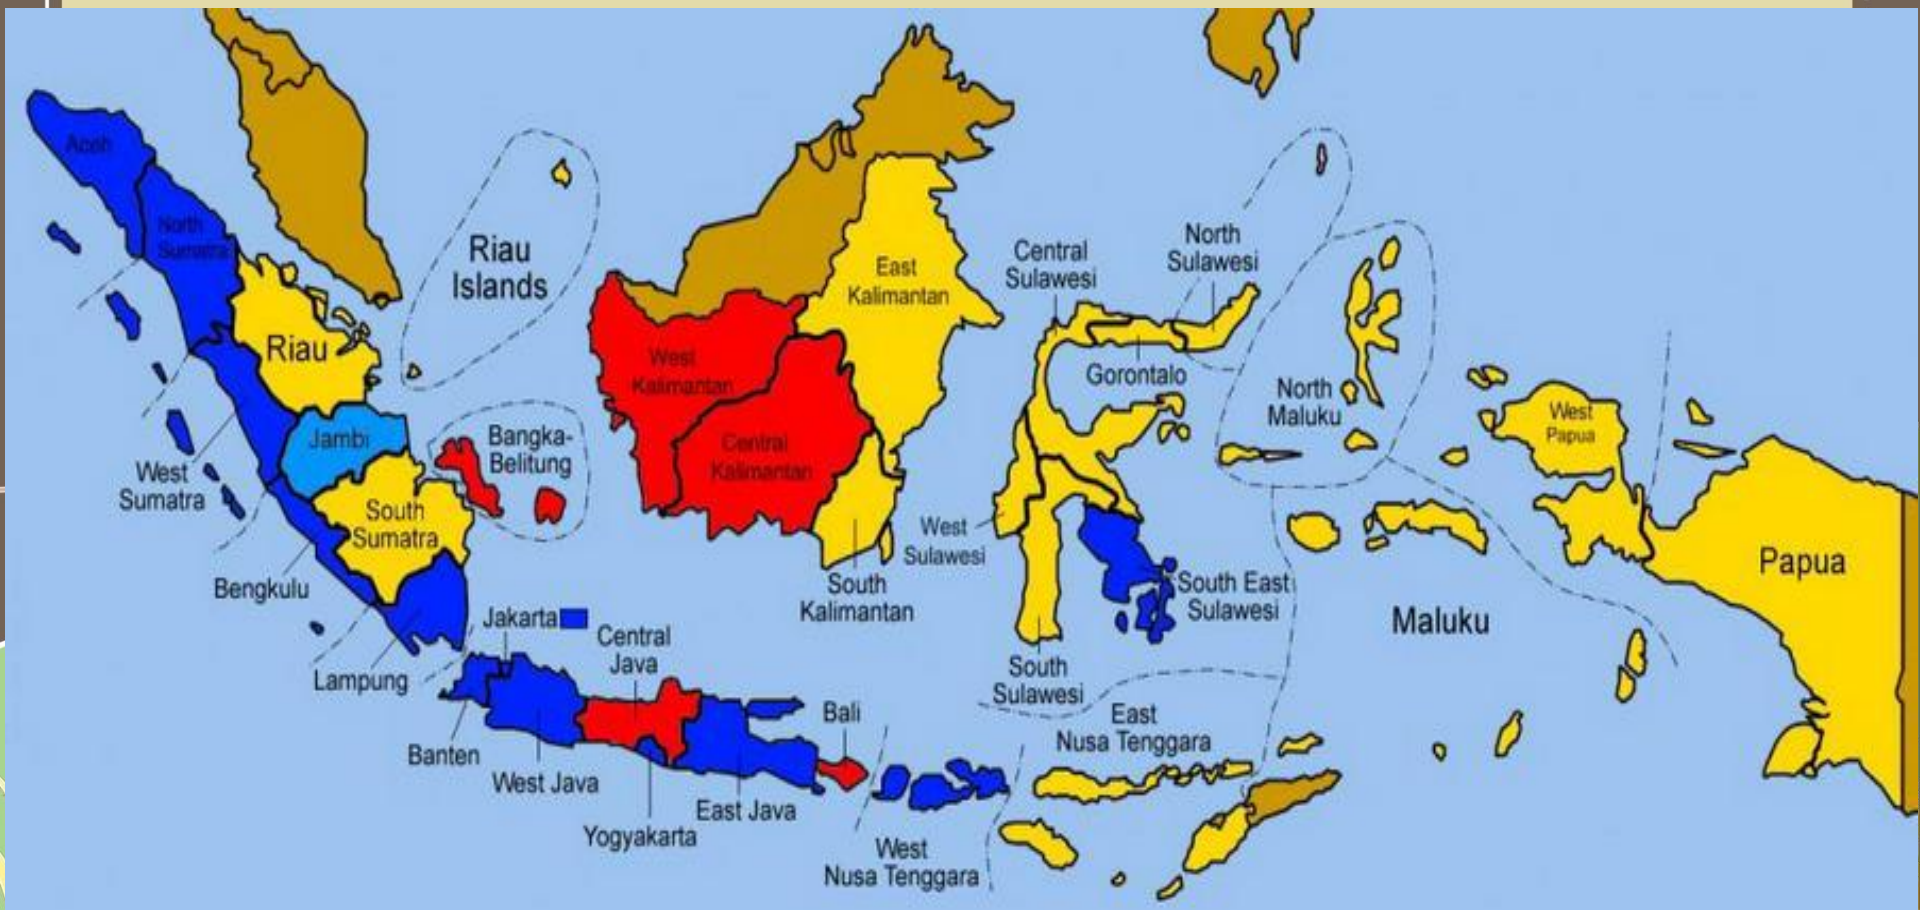 Aceh
North
Sumatra
Riau
Islands
Riau
Jambi
West
Sumatra
Bangka-
Belitung
South
Sumatra
Bengkulu
Lampung
Jakarta
Central
Java
Banten
West Java
Yogyakarta
East Java
Bali
West
Nusa Tenggara
East
Nusa Tenggara
West
Kalimantan
Central
Kalimantan
East
Kalimantan
South
Kalimantan
Central
Sulawesi
North
Sulawesi
Gorontalo
West
Sulawesi
South
Sulawesi
South East
Sulawesi
North
Maluku
Maluku
West
Papua
Papua